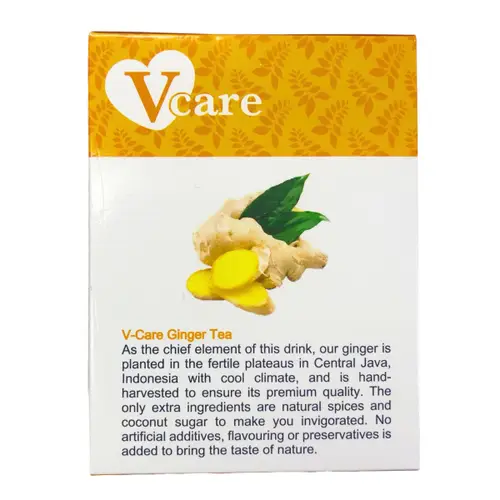 Vcare
V-Care Ginger Tea
As the chief element of this drink, our ginger is
planted in the fertile plateaus in Central Java,
Indonesia with cool climate, and is hand-
harvested to ensure its premium quality. The
only extra ingredients are natural spices and
coconut sugar to make you invigorated. No
artificial additives, flavouring or preservatives is
added to bring the taste of nature.